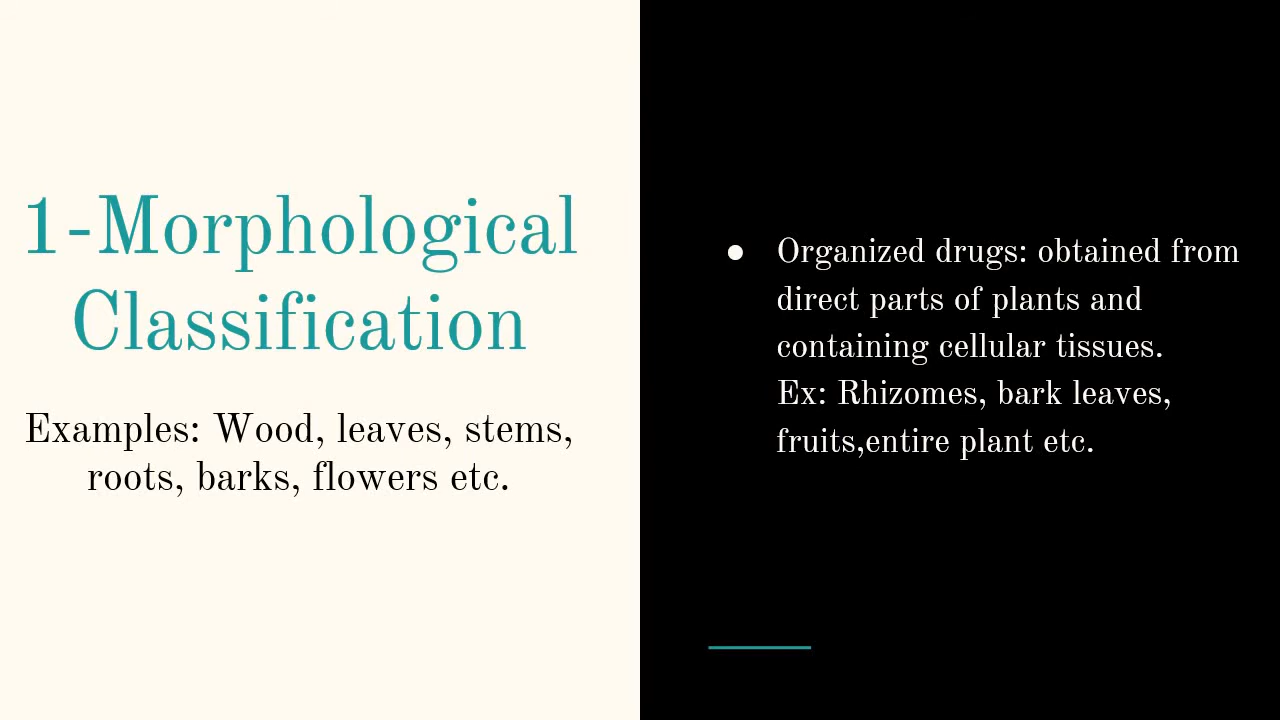 1-Morphological
Classification
Examples: Wood, leaves, stems,
roots, barks, flowers etc.
● Organized drugs: obtained from
direct parts of plants and
containing cellular tissues.
Ex: Rhizomes, bark leaves,
fruits,entire plant etc.